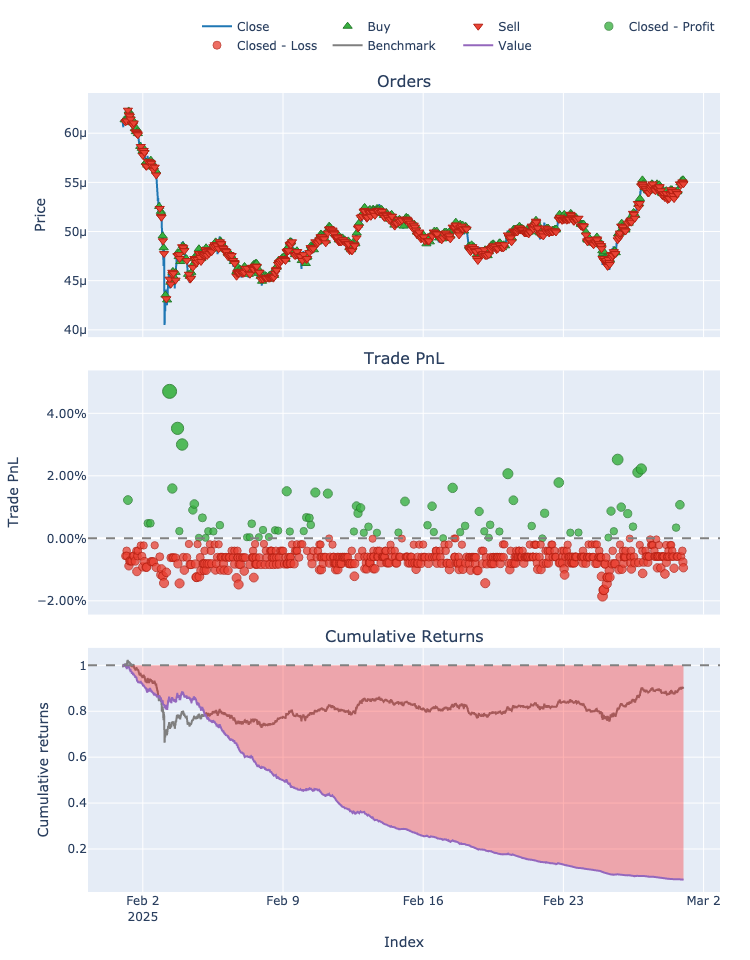 Close Buy Sell Closed - Profit
Closed - Loss Benchmark Value
Orders
60μ
55μ
50μ
45μ
40μ
Price
Trade PnL
4.00%
2.00%
0.00%
−2.00%
Trade PnL
Cumulative Returns
1
0.8
0.6
0.4
0.2
Cumulative returns
Feb 2 Feb 9 Feb 16 Feb 23 Mar 2
2025
Index